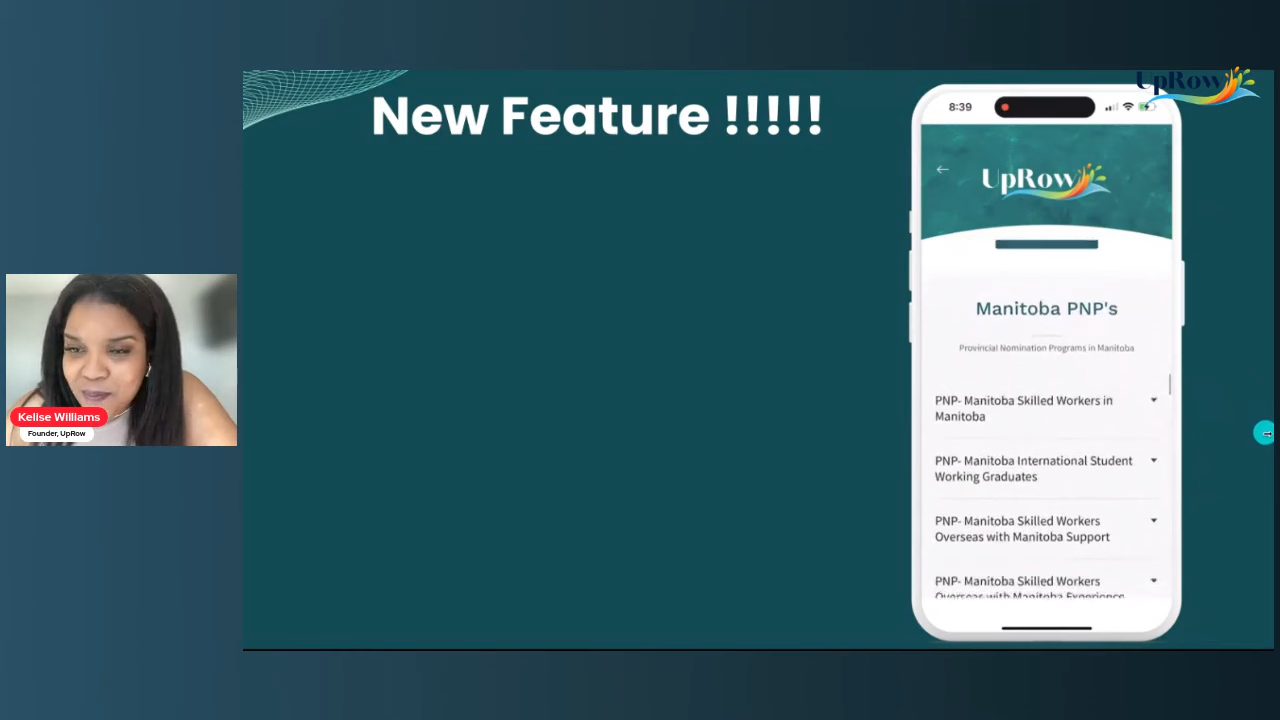 New Feature !!!!!
UpRow
8:39
UpRow
Manitoba PNP's
Provincial Nomination Programs in Manitoba
PNP- Manitoba Skilled Workers in
Manitoba
PNP- Manitoba International Student
Working Graduates
PNP- Manitoba Skilled Workers
Overseas with Manitoba Support
PNP- Manitoba Skilled Workers
Overseas with Manitoba Experience
Kelise Williams
Founder, UpRow